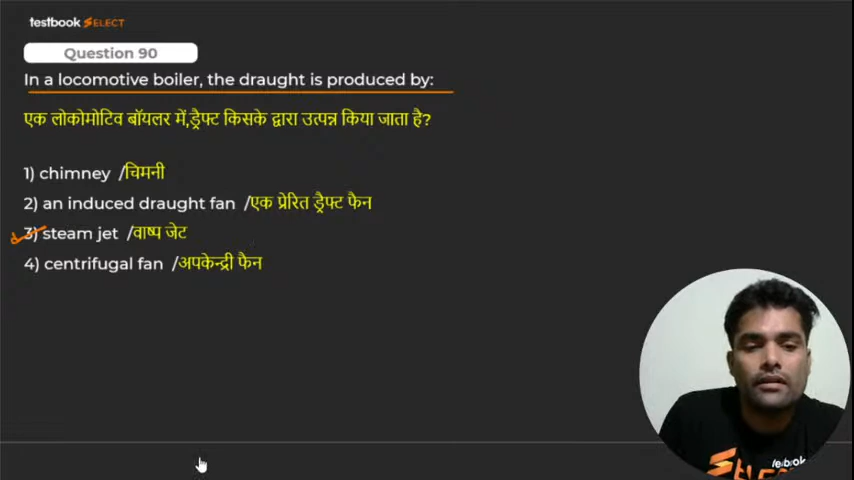 testbook SELECT
Question 90
In a locomotive boiler, the draught is produced by:
एक लोकोमोटिव बॉयलर में,ड्रैफ्ट किसके द्वारा उत्पन्न किया जाता है?
1) chimney /चिमनी
2) an induced draught fan /एक प्रेरित ड्रैफ्ट फैन
3) steam jet /वाष्प जेट
4) centrifugal fan /अपकेन्द्री फैन